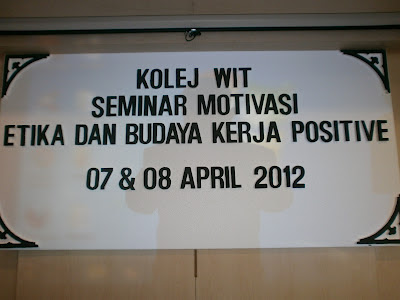 KOLEJ WIT
SEMINAR MOTIVASI
ETIKA DAN BUDAYA KERJA POSITIVE
07 & 08 APRIL 2012